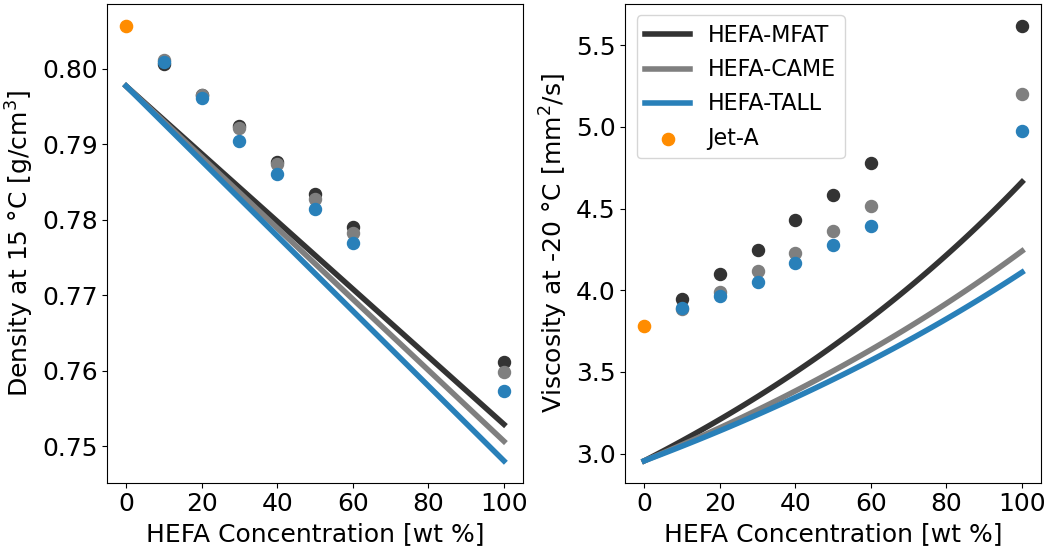 Density at 15 °C [g/cm³]
0.80
0.79
0.78
0.77
0.76
0.75
0 20 40 60 80 100
HEFA Concentration [wt %]
Viscosity at -20 °C [mm²/s]
5.5
5.0
4.5
4.0
3.5
3.0
0 20 40 60 80 100
HEFA Concentration [wt %]
HEFA-MFAT
HEFA-CAME
HEFA-TALL
Jet-A